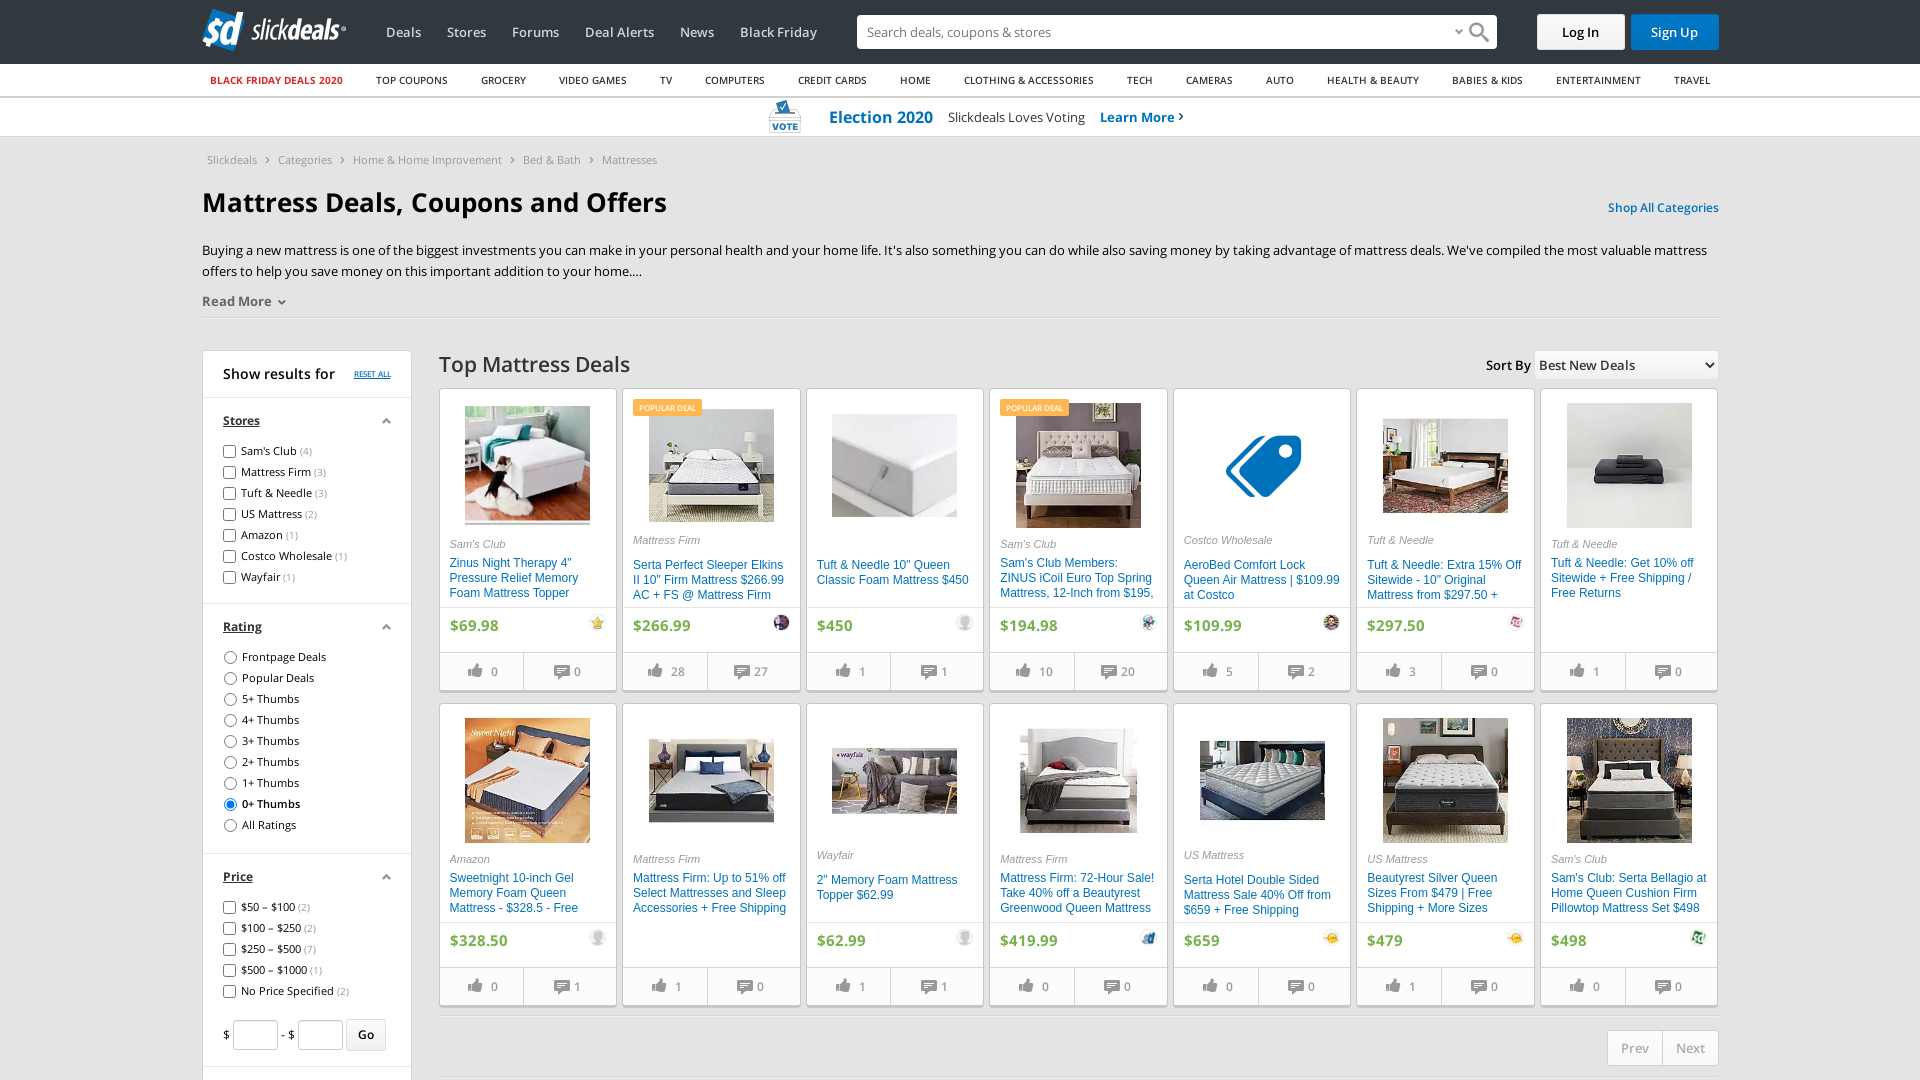 sd slickdeals
Deals
Stores
Forums
Deal Alerts
News
Black Friday
Search deals, coupons & stores
Log In
Sign Up
BLACK FRIDAY DEALS 2020
TOP COUPONS
GROCERY
VIDEO GAMES
TV
COMPUTERS
CREDIT CARDS
HOME
CLOTHING & ACCESSORIES
TECH
CAMERAS
AUTO
HEALTH & BEAUTY
BABIES & KIDS
ENTERTAINMENT
TRAVEL
VOTE
Election 2020
Slickdeals Loves Voting
Learn More
Slickdeals
Categories
Home & Home Improvement
Bed & Bath
Mattresses
Mattress Deals, Coupons and Offers
Shop All Categories
Buying a new mattress is one of the biggest investments you can make in your personal health and your home life. It's also something you can do while also saving money by taking advantage of mattress deals. We've compiled the most valuable mattress
offers to help you save money on this important addition to your home....
Read More
Show results for
RESET ALL
Stores
Sam's Club (4)
Mattress Firm (3)
Tuft & Needle (3)
US Mattress (2)
Amazon (1)
Costco Wholesale (1)
Wayfair (1)
Rating
Frontpage Deals
Popular Deals
5+ Thumbs
4+ Thumbs
3+ Thumbs
2+ Thumbs
1+ Thumbs
0+ Thumbs
All Ratings
Price
$50 – $100 (2)
$100 – $250 (2)
$250 – $500 (7)
$500 – $1000 (1)
No Price Specified (2)
$ - $ Go
Top Mattress Deals
Sort By
Best New Deals
Sam's Club
Zinus Night Therapy 4"
Pressure Relief Memory
Foam Mattress Topper
$69.98
0
0
POPULAR DEAL
Mattress Firm
Serta Perfect Sleeper Elkins
II 10" Firm Mattress $266.99
AC + FS @ Mattress Firm
$266.99
28
27
Tuft & Needle 10" Queen
Classic Foam Mattress $450
$450
1
1
POPULAR DEAL
Sam's Club
Sam's Club Members:
ZINUS iCoil Euro Top Spring
Mattress, 12-Inch from $195,
$194.98
10
20
Costco Wholesale
AeroBed Comfort Lock
Queen Air Mattress | $109.99
at Costco
$109.99
5
2
Tuft & Needle
Tuft & Needle: Extra 15% Off
Sitewide - 10" Original
Mattress from $297.50 +
$297.50
3
0
Tuft & Needle
Tuft & Needle: Get 10% off
Sitewide + Free Shipping /
Free Returns
1
0
Sweet Night
Amazon
Sweetnight 10-inch Gel
Memory Foam Queen
Mattress - $328.5 - Free
$328.50
0
1
Mattress Firm
Mattress Firm: Up to 51% off
Select Mattresses and Sleep
Accessories + Free Shipping
1
0
wayfair
Wayfair
2" Memory Foam Mattress
Topper $62.99
$62.99
1
1
Mattress Firm
Mattress Firm: 72-Hour Sale!
Take 40% off a Beautyrest
Greenwood Queen Mattress
$419.99
0
0
US Mattress
Serta Hotel Double Sided
Mattress Sale 40% Off from
$659 + Free Shipping
$659
0
0
US Mattress
Beautyrest Silver Queen
Sizes From $479 | Free
Shipping + More Sizes
$479
1
0
Sam's Club
Sam's Club: Serta Bellagio at
Home Queen Cushion Firm
Pillowtop Mattress Set $498
$498
0
0
Prev
Next